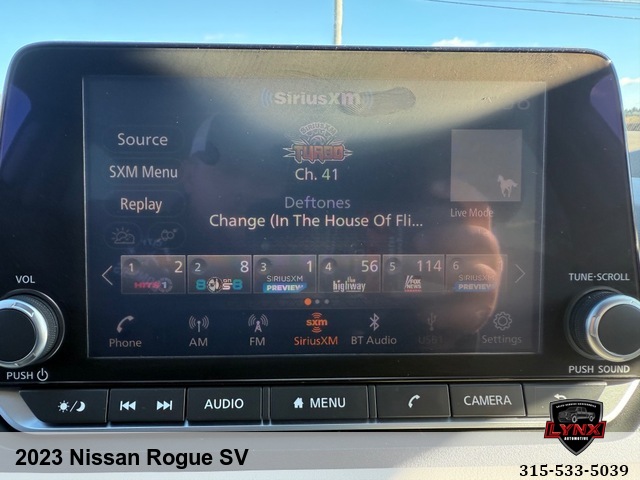 SiriusXM
TURBO
Source
Ch. 41
SXM Menu
Deftones
Replay
Change (In The House Of Fli...
Live Mode
1 2 2 8 3 1 4 56 5 114 6 1
HITS1
SIRIUSXM
PREVIEW
the highway
FOX NEWS
SIRIUSXM
PREVIEW
VOL
TUNE·SCROLL
sxm
Phone AM FM SiriusXM BT Audio USB1 Settings
PUSH
PUSH SOUND
AUDIO MENU CAMERA
LYNX
AUTOMOTIVE
2023 Nissan Rogue SV
315-533-5039